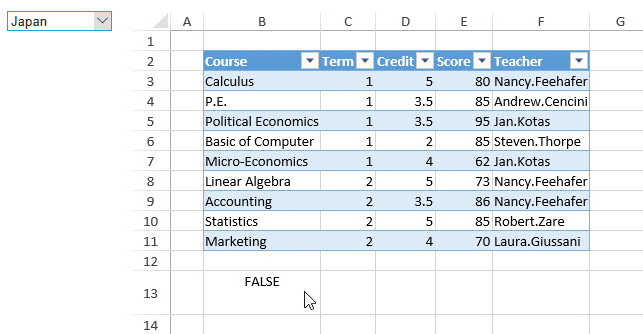 Japan
A B C D E F G
1
2 Course Term Credit Score Teacher
3 Calculus 1 5 80 Nancy.Feehafer
4 P.E. 1 3.5 85 Andrew.Cencini
5 Political Economics 1 3.5 95 Jan.Kotas
6 Basic of Computer 1 2 85 Steven.Thorpe
7 Micro-Economics 1 4 62 Jan.Kotas
8 Linear Algebra 2 5 73 Nancy.Feehafer
9 Accounting 2 3.5 86 Nancy.Feehafer
10 Statistics 2 5 85 Robert.Zare
11 Marketing 2 4 70 Laura.Giussani
12
13 FALSE
14